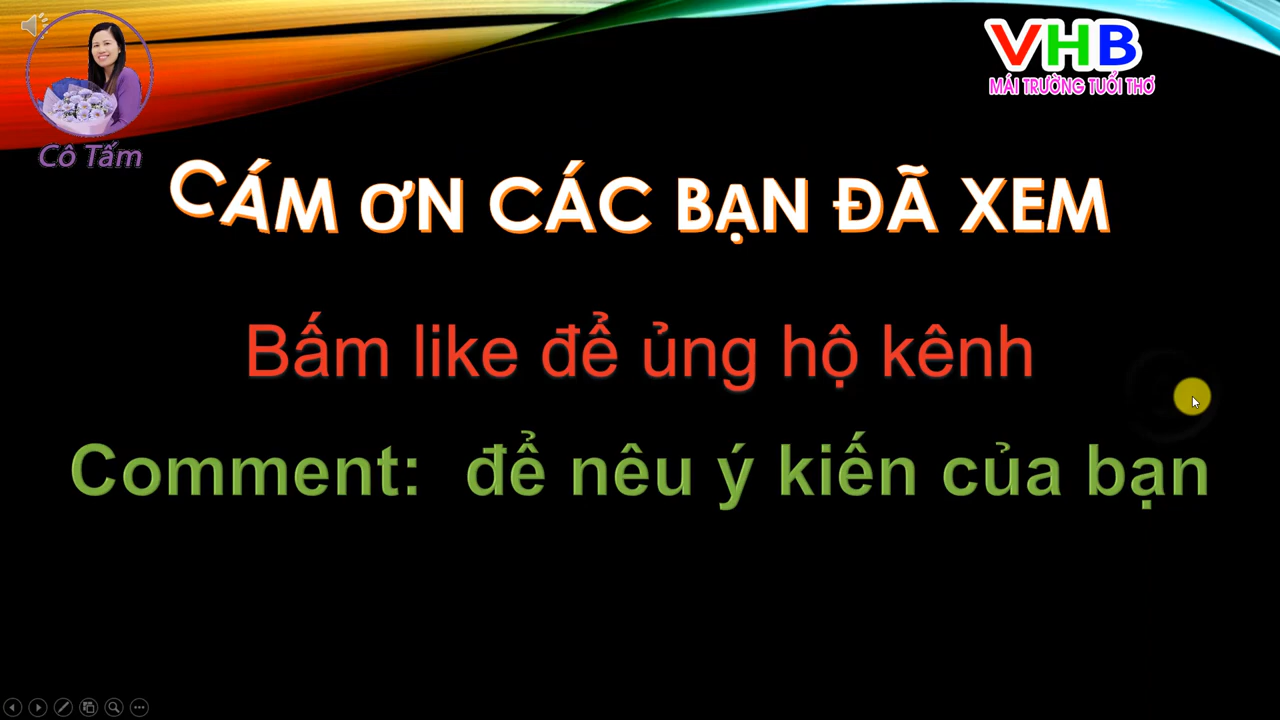 VHB
MÁI TRƯỜNG TUỔI THƠ
Cô Tấm
CÁM ƠN CÁC BẠN ĐÃ XEM
Bấm like để ủng hộ kênh
Comment: để nêu ý kiến của bạn